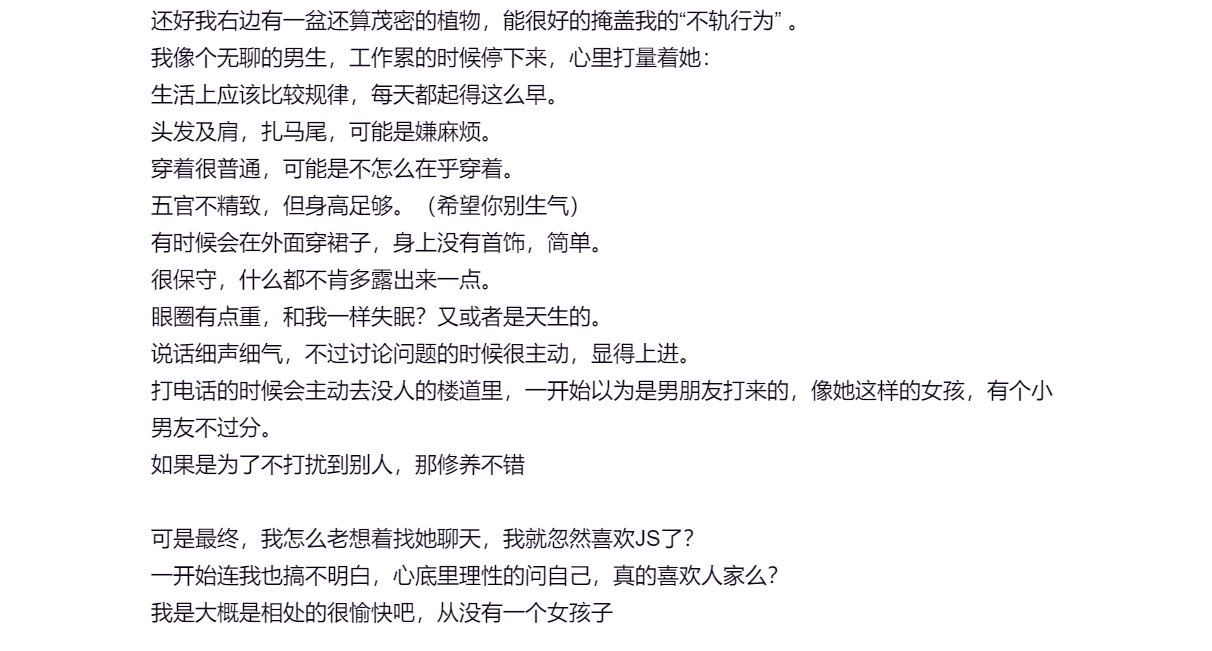 还好我右边有一盆还算茂密的植物，能很好的掩盖我的“不轨行为” 。
我像个无聊的男生，工作累的时候停下来，心里打量着她：
生活上应该比较规律，每天都起得这么早。
头发及肩，扎马尾，可能是嫌麻烦。
穿着很普通，可能是不怎么在乎穿着。
五官不精致，但身高足够。（希望你别生气）
有时候会在外面穿裙子，身上没有首饰，简单。
很保守，什么都不肯多露出来一点。
眼圈有点重，和我一样失眠？又或者是天生的。
说话细声细气，不过讨论问题的时候很主动，显得上进。
打电话的时候会主动去没人的楼道里，一开始以为是男朋友打来的，像她这样的女孩，有个小
男友不过分。
如果是为了不打扰到别人，那修养不错
可是最终，我怎么老想着找她聊天，我就忽然喜欢JS了？
一开始连我也搞不明白，心底里理性的问自己，真的喜欢人家么？
我是大概是相处的很愉快吧，从没有一个女孩子